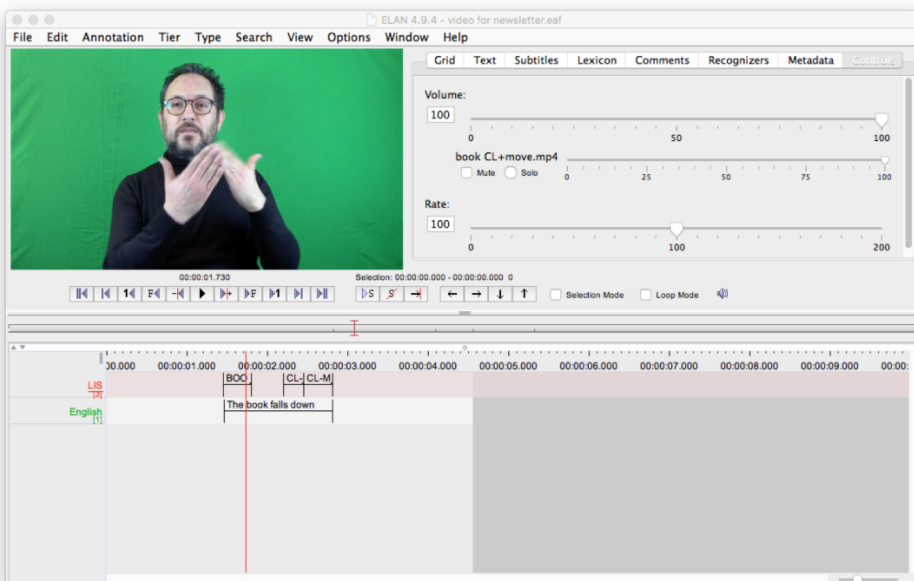 ELAN 4.9.4 - video for newsletter.eaf
File Edit Annotation Tier Type Search View Options Window Help
Grid Text Subtitles Lexicon Comments Recognizers Metadata Controls
Volume:
100
0 50 100
book CL+move.mp4
Mute Solo
0 25 50 75 100
Rate:
100
0 100 200
00:00:01.730
Selection: 00:00:00.000 - 00:00:00.000 0
1 F F 1 S S
Selection Mode Loop Mode
00.000 00:00:01.000 00:00:02.000 00:00:03.000 00:00:04.000 00:00:05.000 00:00:06.000 00:00:07.000 00:00:08.000 00:00:09.000 00:00:
LIS
[3]
BOO CL- CL-M
English
[1]
The book falls down